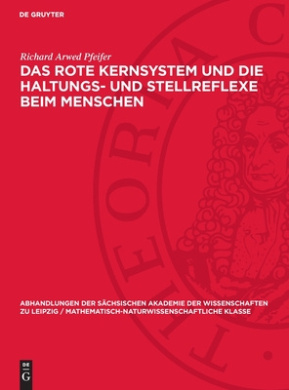 DE GRUYTER
Richard Arwed Pfeifer
DAS ROTE KERNSYSTEM UND DIE
HALTUNGS- UND STELLREFLEXE
BEIM MENSCHEN
ABHANDLUNGEN DER SÄCHSISCHEN AKADEMIE DER WISSENSCHAFTEN
ZU LEIPZIG / MATHEMATISCH-NATURWISSENSCHAFTLICHE KLASSE
DE
G